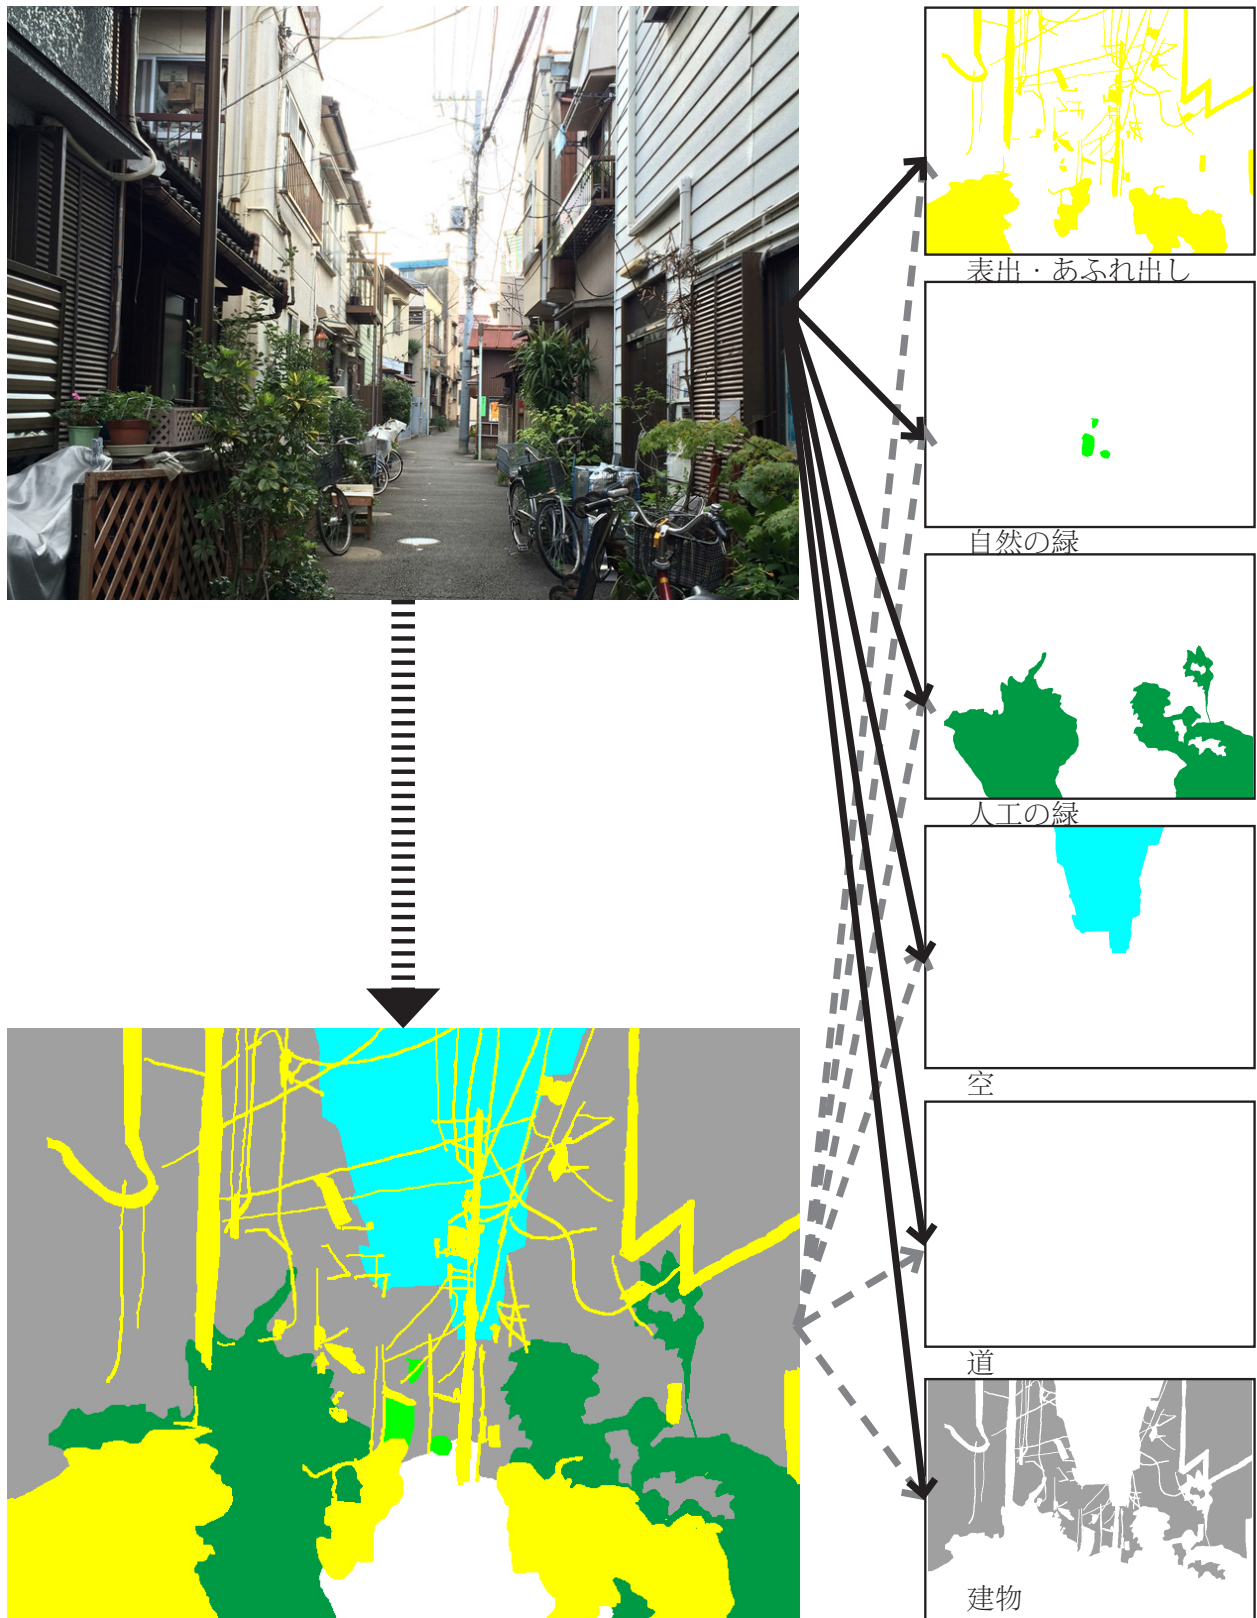 表出・あふれ出し
自然の緑
人工の緑
空
道
建物